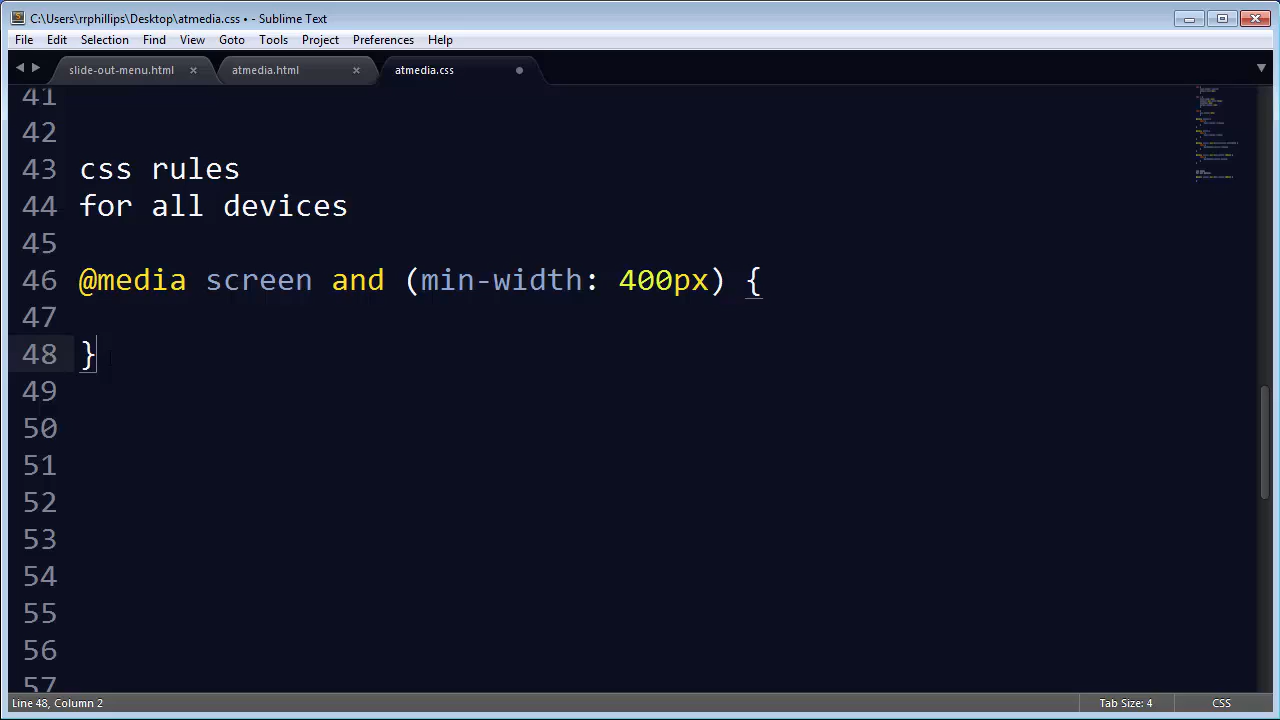 C:\Users\rrphillips\Desktop\atmedia.css • - Sublime Text
File Edit Selection Find View Goto Tools Project Preferences Help
slide-out-menu.html × atmedia.html × atmedia.css
41
42
43 css rules
44 for all devices
45
46 @media screen and (min-width: 400px) {
47
48 }
49
50
51
52
53
54
55
56
57
Line 48, Column 2 Tab Size: 4 CSS